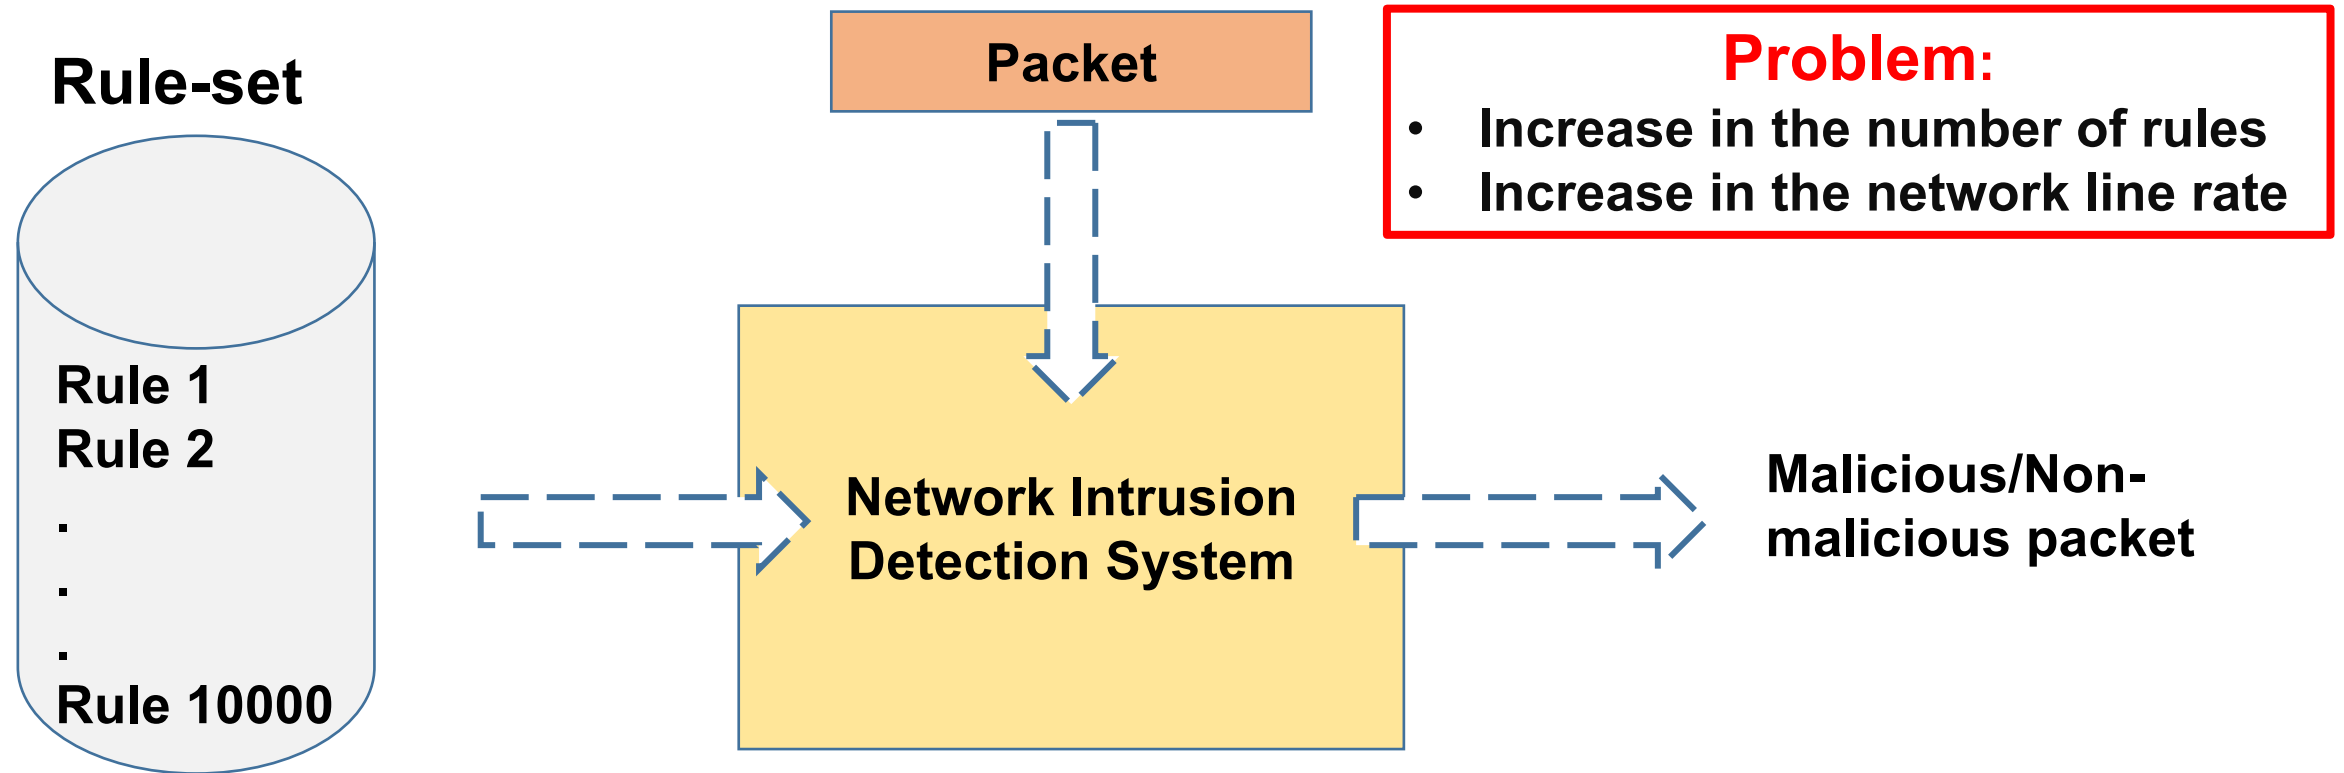 Rule-set
Rule 1
Rule 2
.
.
.
Rule 10000
Packet
Network Intrusion
Detection System
Problem:
• Increase in the number of rules
• Increase in the network line rate
Malicious/Non-
malicious packet